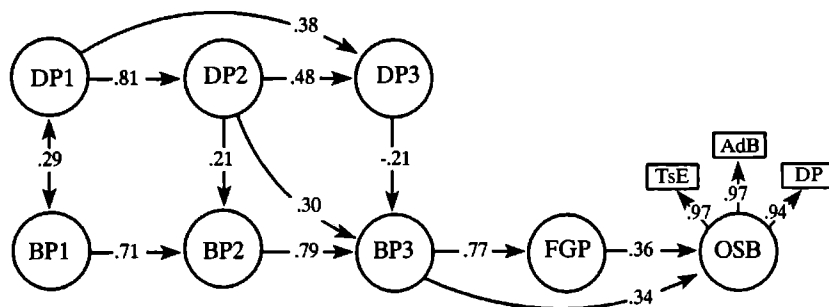 .38
DP1 .81 DP2 .48 DP3
AdB
TsE DP
.29 .21 -.21
.97 .97 .94
.30
BP1 .71 BP2 .79 BP3 .77 FGP .36 OSB
.34